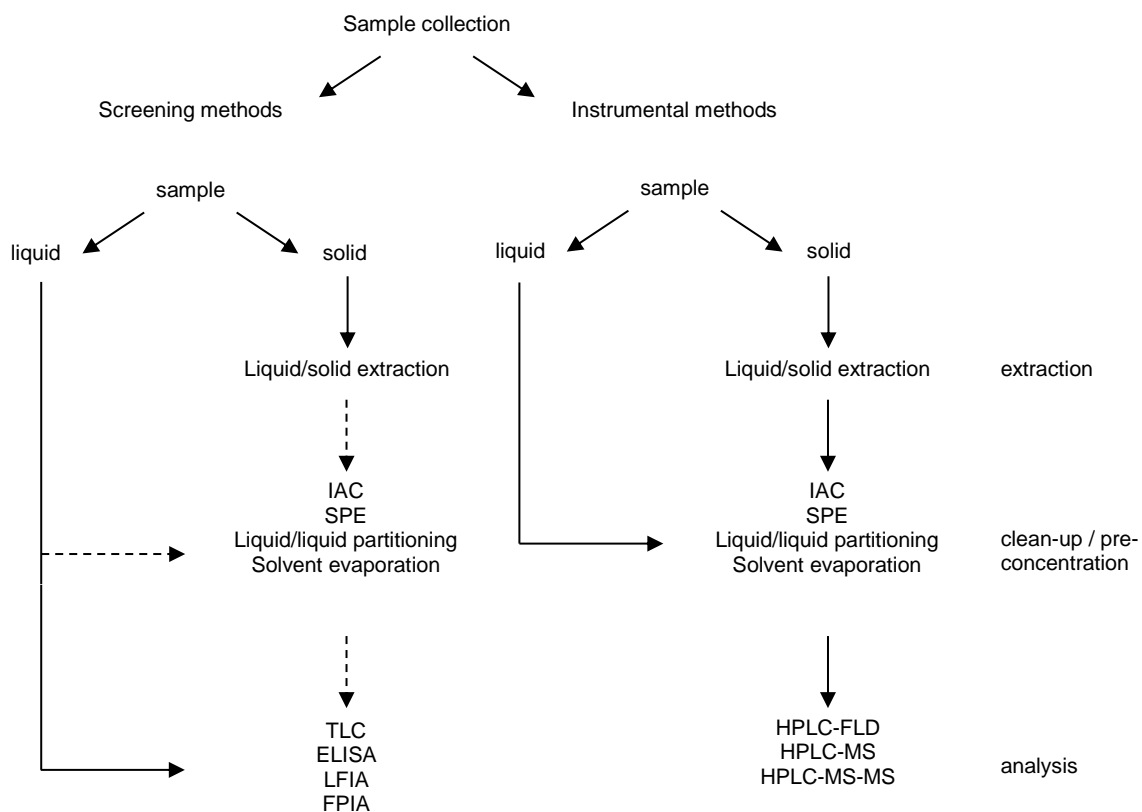 Sample collection
Screening methods
Instrumental methods
sample
sample
liquid
solid
liquid
solid
Liquid/solid extraction
Liquid/solid extraction
extraction
IAC
SPE
Liquid/liquid partitioning
Solvent evaporation
IAC
SPE
Liquid/liquid partitioning
Solvent evaporation
clean-up / pre-
concentration
TLC
ELISA
LFIA
FPIA
HPLC-FLD
HPLC-MS
HPLC-MS-MS
analysis